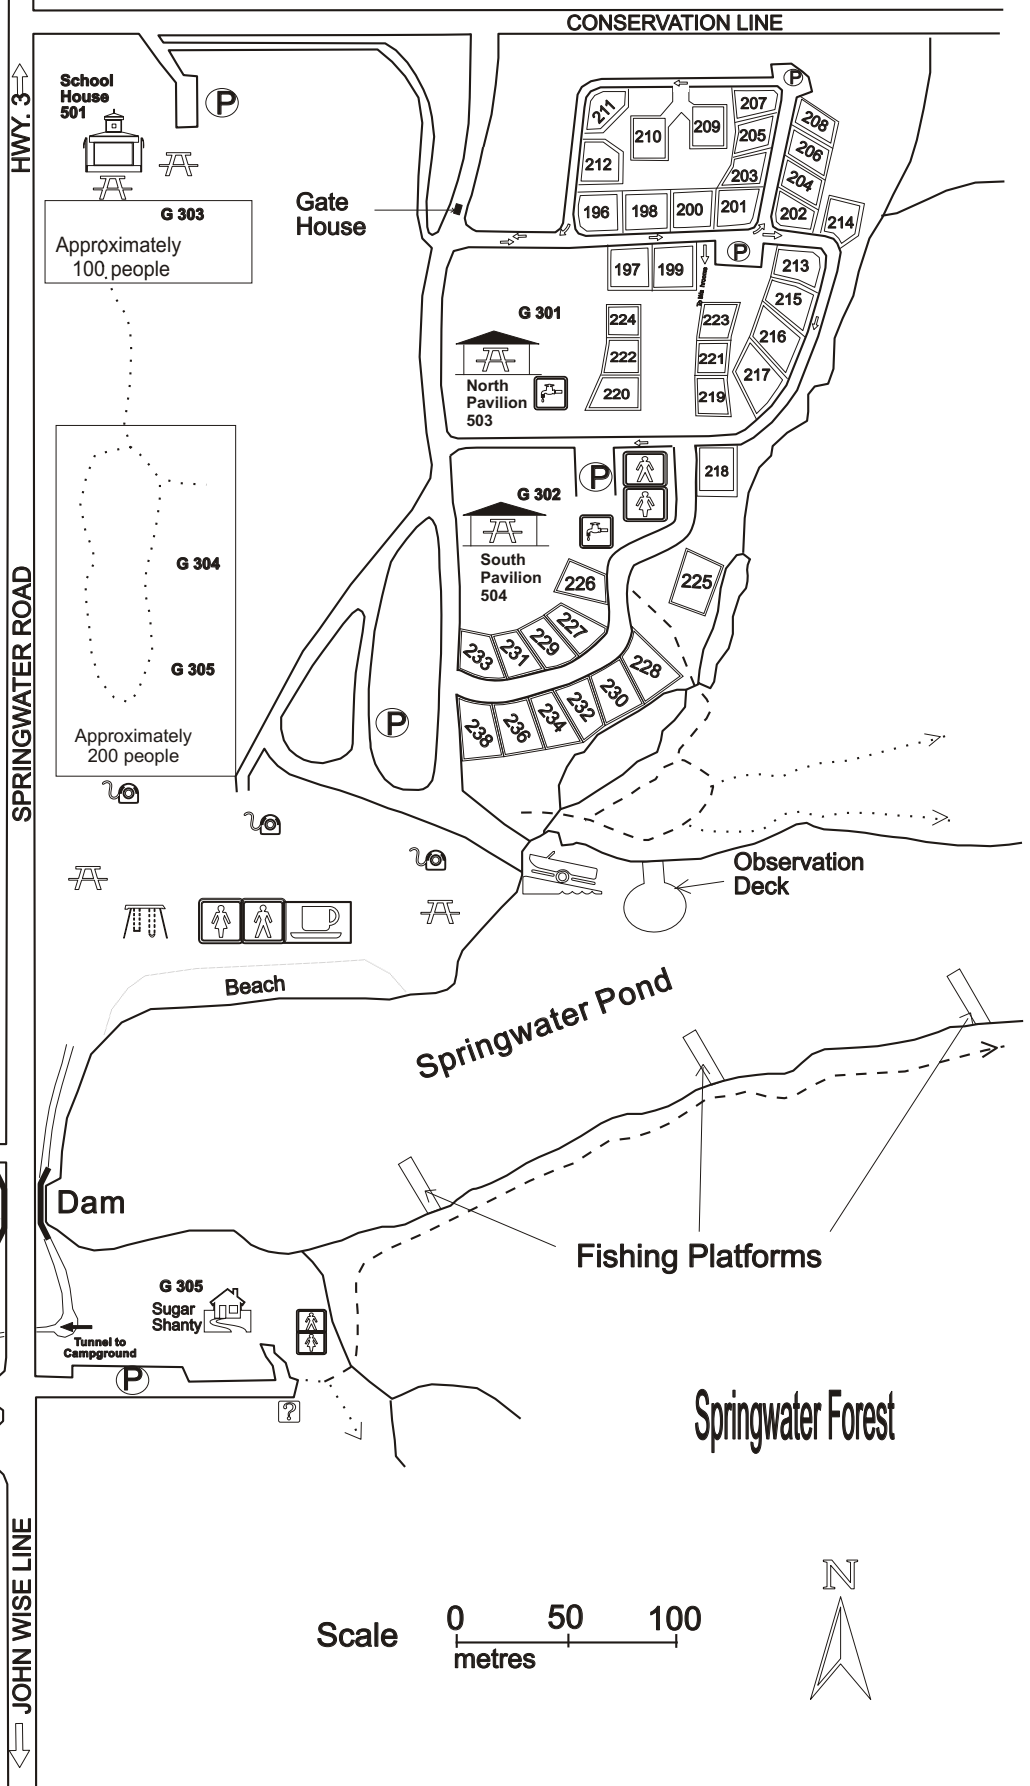 CONSERVATION LINE
HWY. 3
School
House
501
P
P
207
211
208
209
205
210
206
212
203
204
Gate
House
196
198
200
201
202
214
G 303
Approximately
100 people
P
197
199
213
215
G 301
224
223
216
222
221
217
220
219
North
Pavilion
503
P
218
G 302
South
Pavilion
504
226
225
G 304
227
229
231
233
228
230
232
234
236
238
G 305
P
Approximately
200 people
SPRINGWATER ROAD
Observation
Deck
Beach
Springwater Pond
Dam
Fishing Platforms
G 305
Sugar
Shanty
Tunnel to
Campground
P
?
Springwater Forest
JOHN WISE LINE
N
Scale
0 50 100
metres